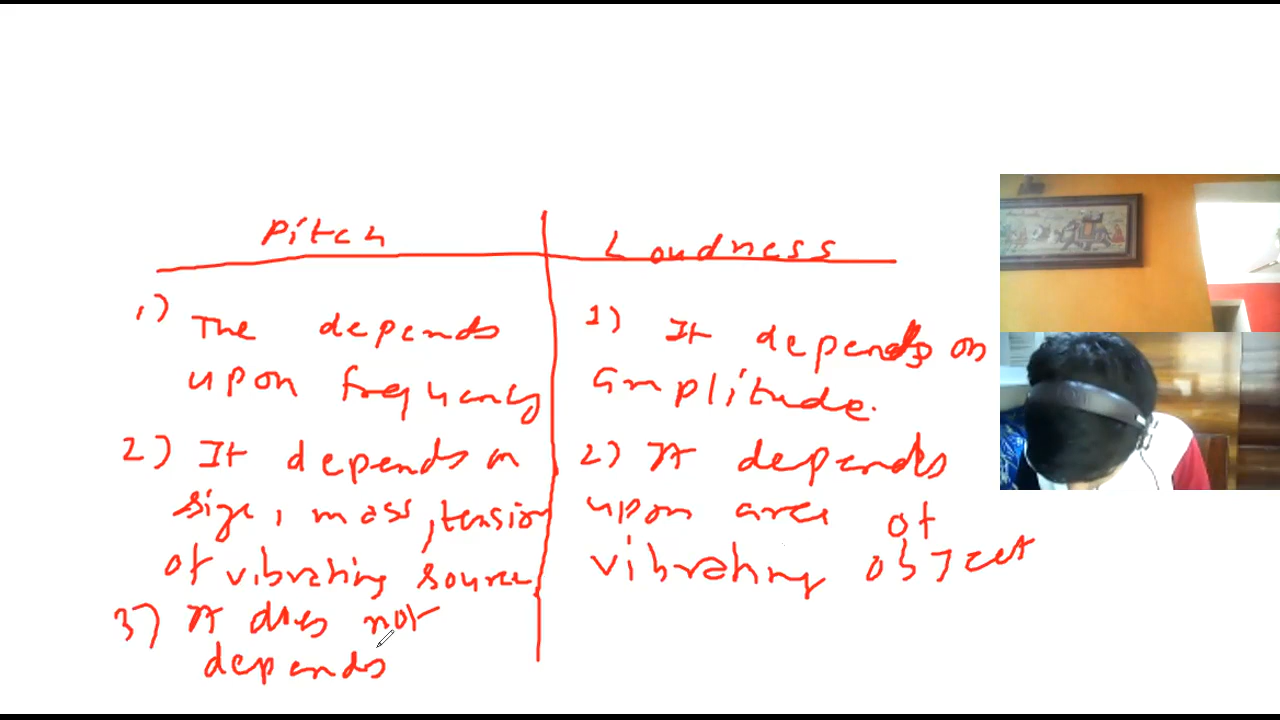 Pitch
Loudness
1) The depends
upon frequency
2) It depends on
size, mass, tension
of vibrating source
3) It does not
depends
1) It depends on
amplitude.
2) It depends
upon area of
vibrating object